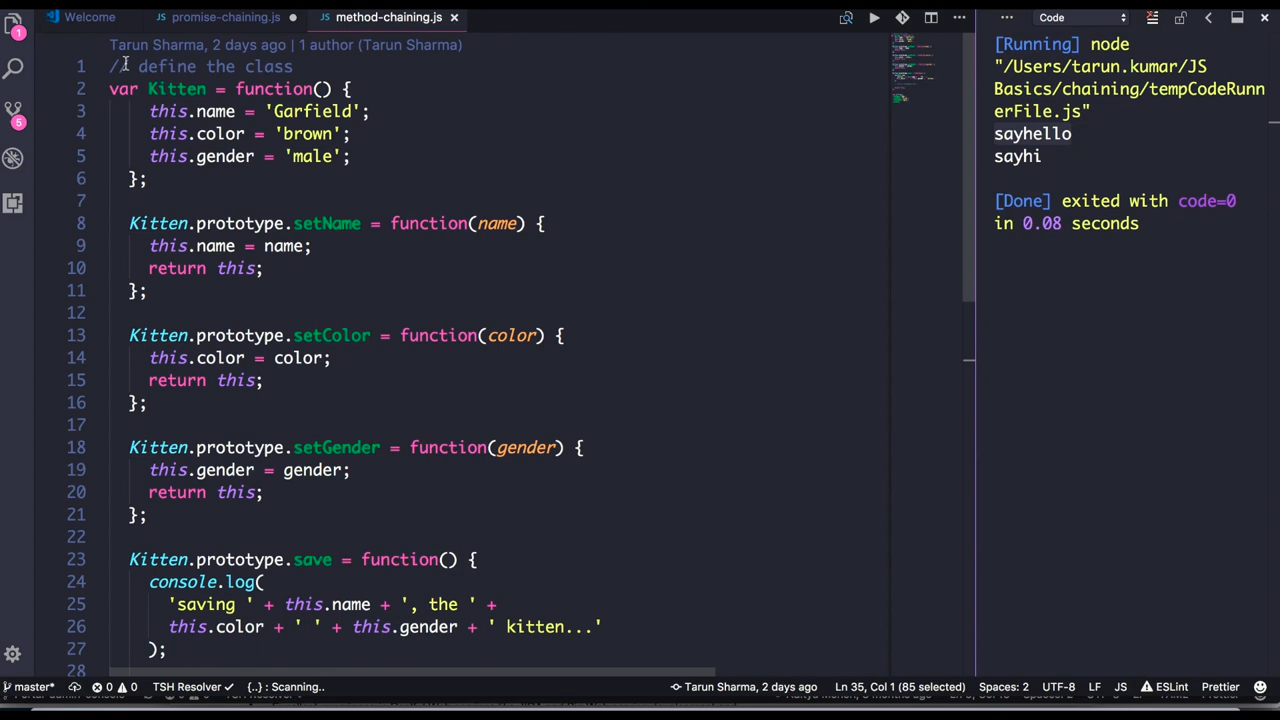 Welcome
promise-chaining.js
method-chaining.js
Code
Tarun Sharma, 2 days ago | 1 author (Tarun Sharma)
1 // define the class
2 var Kitten = function() {
3 this.name = 'Garfield';
4 this.color = 'brown';
5 this.gender = 'male';
6 };
7
8 Kitten.prototype.setName = function(name) {
9 this.name = name;
10 return this;
11 };
12
13 Kitten.prototype.setColor = function(color) {
14 this.color = color;
15 return this;
16 };
17
18 Kitten.prototype.setGender = function(gender) {
19 this.gender = gender;
20 return this;
21 };
22
23 Kitten.prototype.save = function() {
24 console.log(
25 'saving ' + this.name + ', the ' +
26 this.color + ' ' + this.gender + ' kitten...'
27 );
28
[Running] node
"/Users/tarun.kumar/JS
Basics/chaining/tempCodeRunn
erFile.js"
sayhello
sayhi
[Done] exited with code=0
in 0.08 seconds
1
5
master* 0 0 TSH Resolver {..} : Scanning.. Tarun Sharma, 2 days ago Ln 35, Col 1 (85 selected) Spaces: 2 UTF-8 LF JS ESLint Prettier